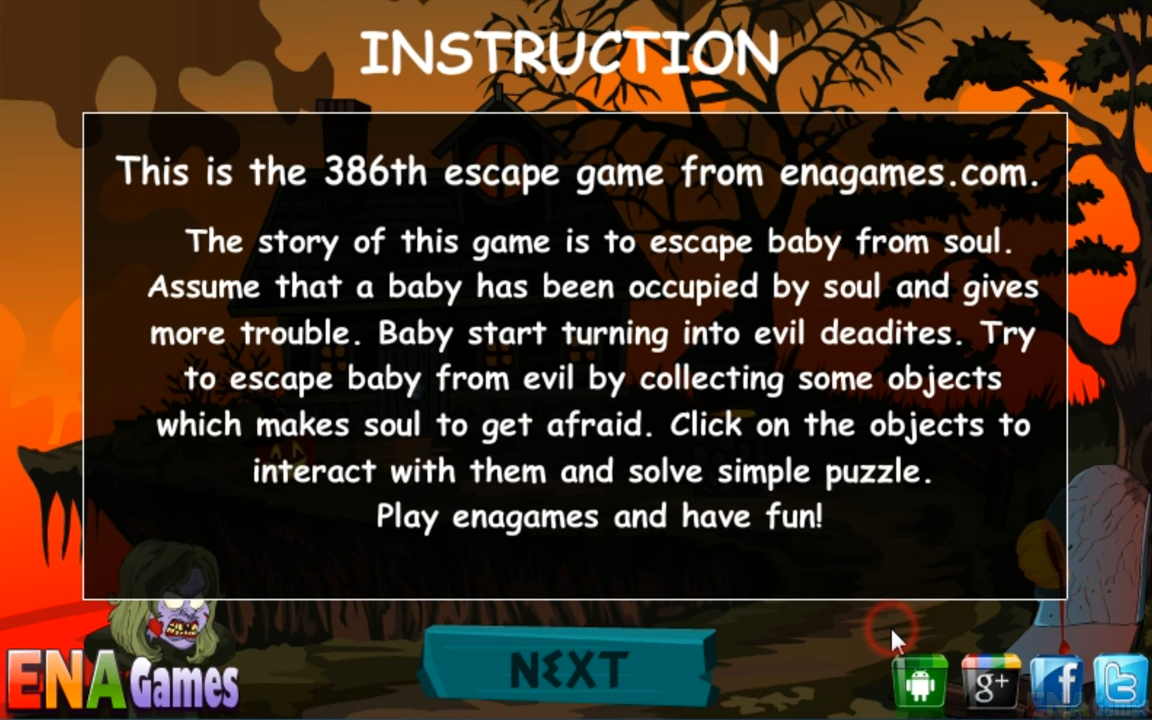 INSTRUCTION
This is the 386th escape game from enagames.com.
The story of this game is to escape baby from soul.
Assume that a baby has been occupied by soul and gives
more trouble. Baby start turning into evil deadites. Try
to escape baby from evil by collecting some objects
which makes soul to get afraid. Click on the objects to
interact with them and solve simple puzzle.
Play enagames and have fun!
NEXT
ENA Games
g+
f
t